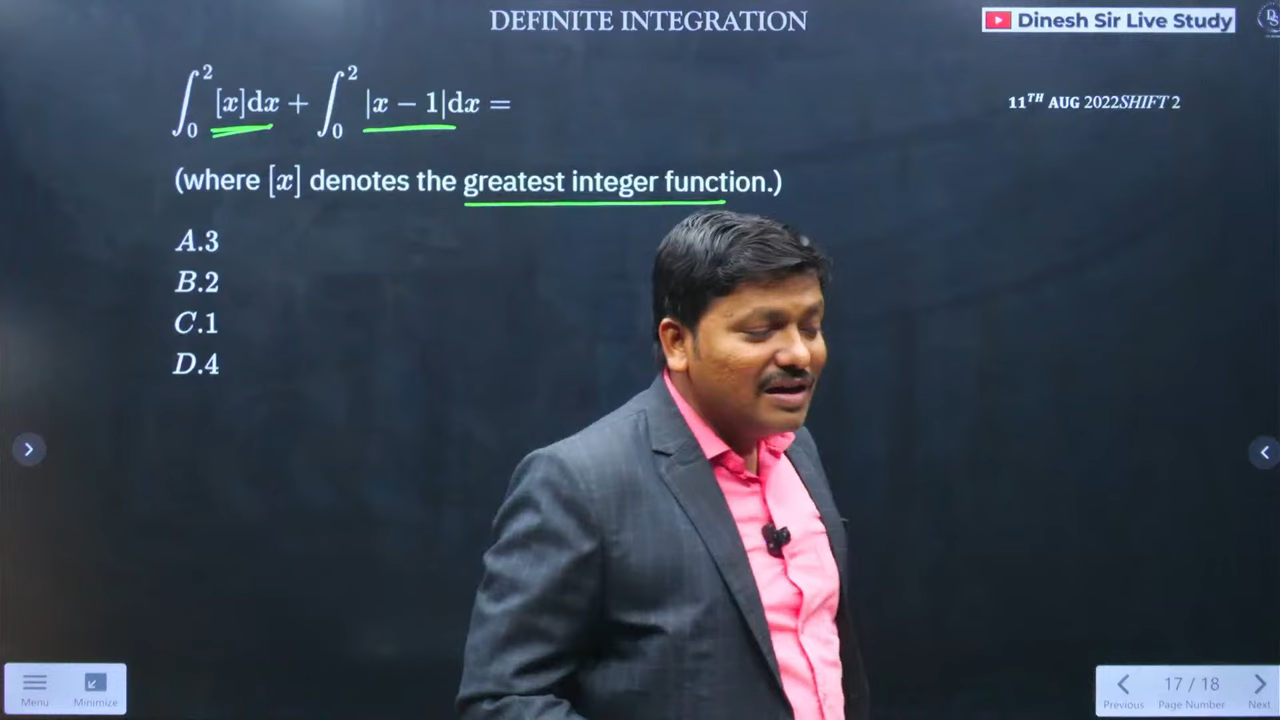 DEFINITE INTEGRATION
Dinesh Sir Live Study
∫₀² [x]dx + ∫₀² |x − 1|dx =
11ᵀᴴ AUG 2022SHIFT 2
(where [x] denotes the greatest integer function.)
A.3
B.2
C.1
D.4
Menu
Minimize
17 / 18
Previous
Page Number
Next